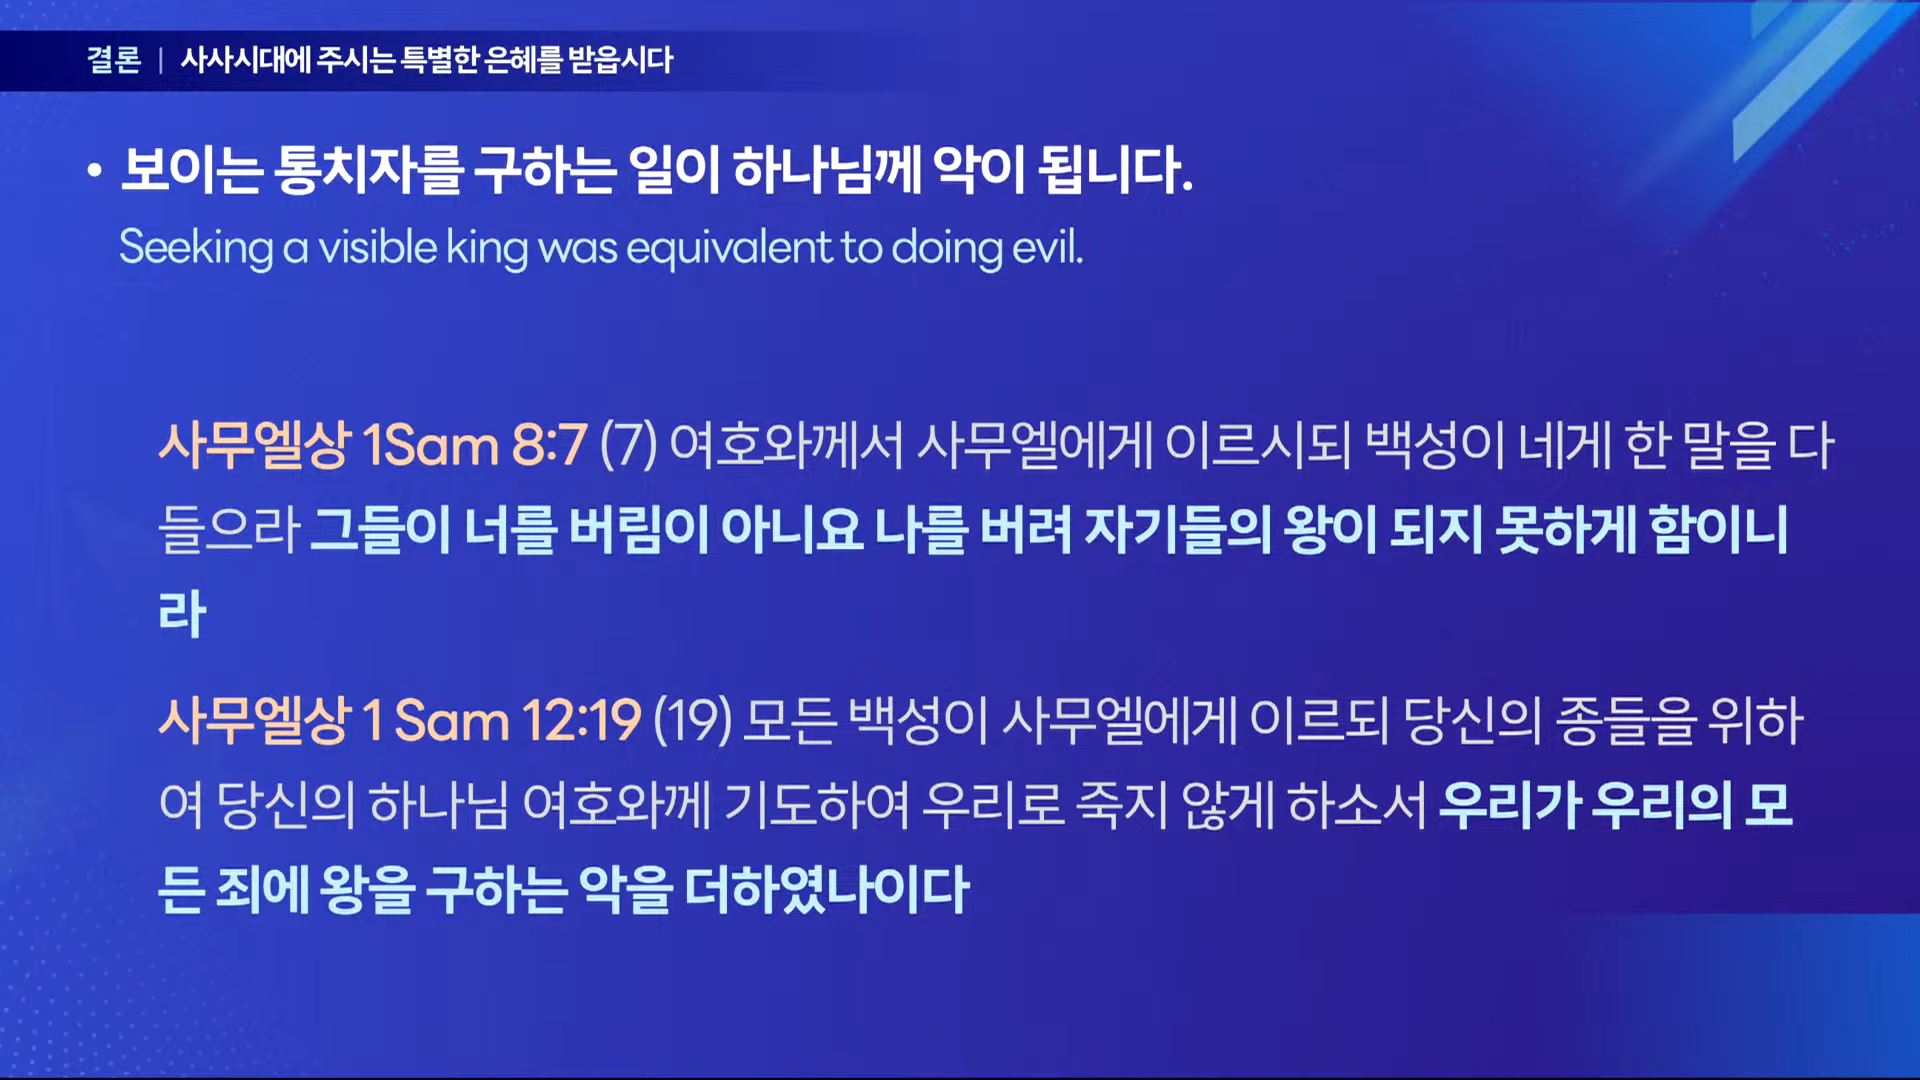 결론 | 사사시대에 주시는 특별한 은혜를 받읍시다
• 보이는 통치자를 구하는 일이 하나님께 악이 됩니다.
Seeking a visible king was equivalent to doing evil.
사무엘상 1Sam 8:7 (7) 여호와께서 사무엘에게 이르시되 백성이 네게 한 말을 다
들으라 그들이 너를 버림이 아니요 나를 버려 자기들의 왕이 되지 못하게 함이니
라
사무엘상 1 Sam 12:19 (19) 모든 백성이 사무엘에게 이르되 당신의 종들을 위하
여 당신의 하나님 여호와께 기도하여 우리로 죽지 않게 하소서 우리가 우리의 모
든 죄에 왕을 구하는 악을 더하였나이다